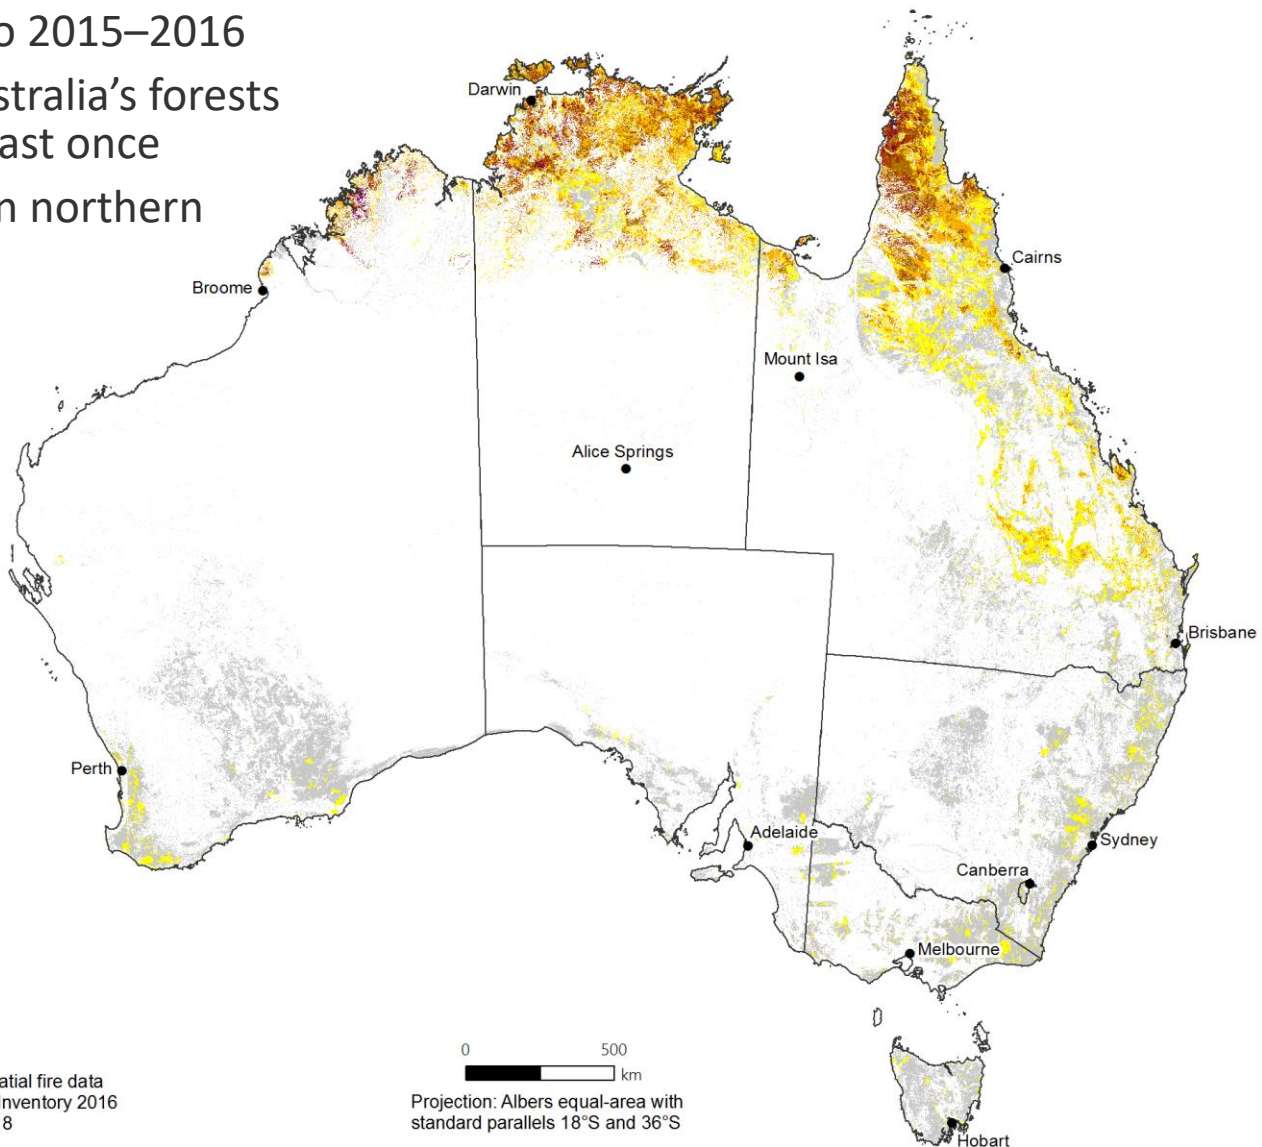 o 2015–2016
stralia’s forests
ast once
n northern
Darwin
Broome
Cairns
Mount Isa
Alice Springs
Brisbane
Perth
Adelaide
Sydney
Canberra
Melbourne
Hobart
0 500
km
Projection: Albers equal-area with
standard parallels 18°S and 36°S
atial fire data
Inventory 2016
8